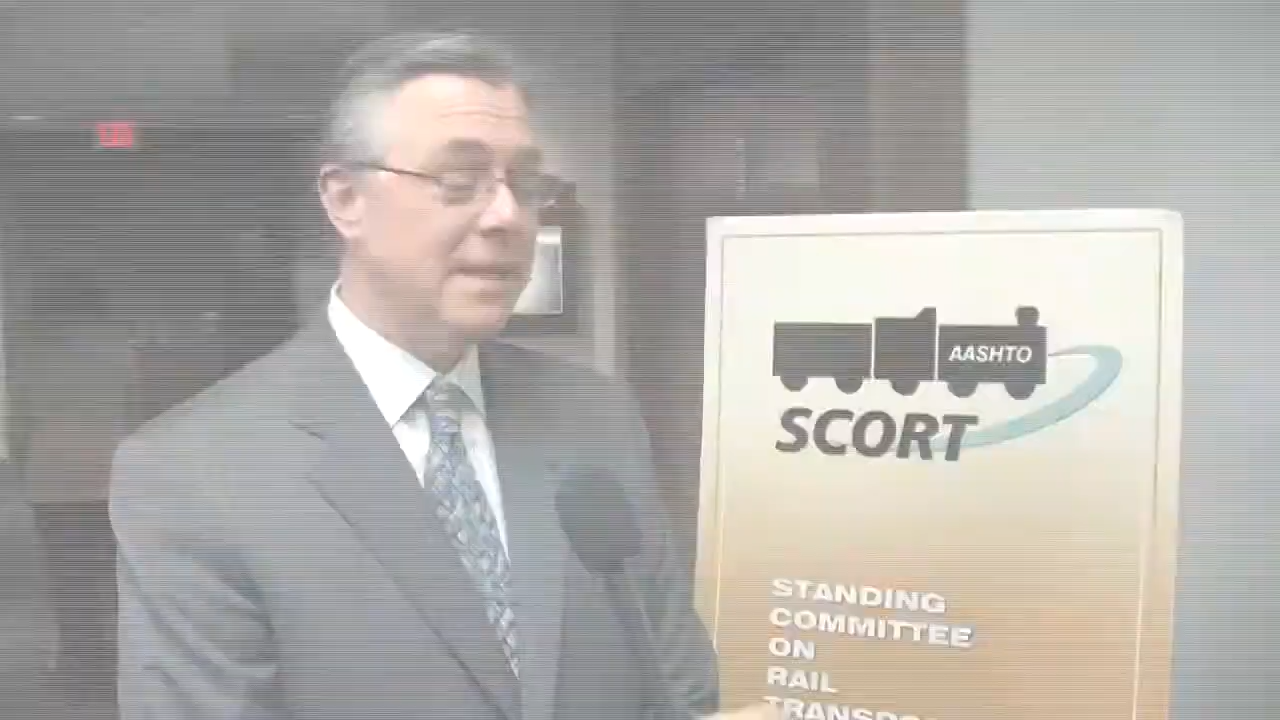 AASHTO
SCORT
STANDING
COMMITTEE
ON
RAIL